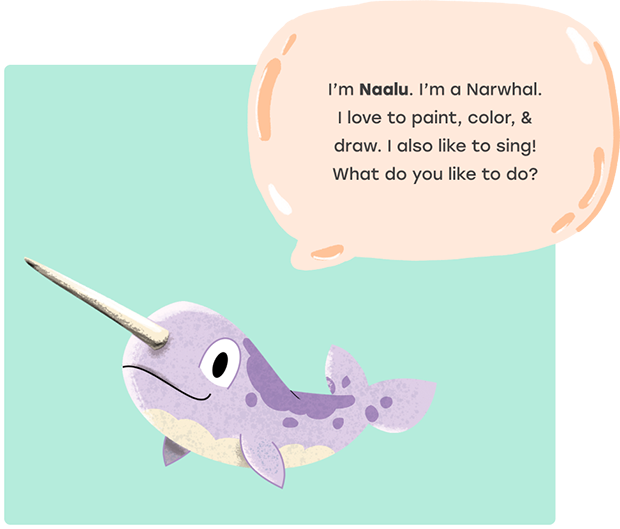 I’m Naalu. I’m a Narwhal.
I love to paint, color, &
draw. I also like to sing!
What do you like to do?